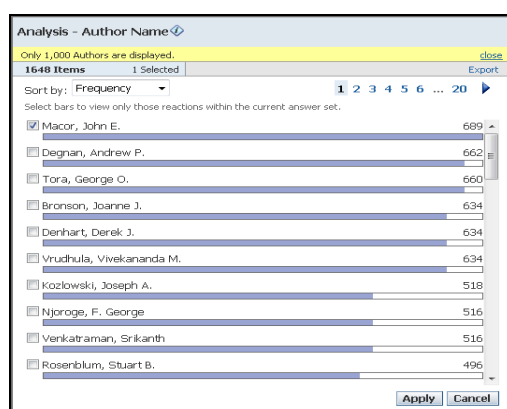 Analysis - Author Name
Only 1,000 Authors are displayed. close
1648 Items 1 Selected Export
Sort by: Frequency 1 2 3 4 5 6 ... 20
Select bars to view only those reactions within the current answer set.
Macor, John E. 689
Degnan, Andrew P. 662
Tora, George O. 660
Bronson, Joanne J. 634
Denhart, Derek J. 634
Vrudhula, Vivekananda M. 634
Kozlowski, Joseph A. 518
Njoroge, F. George 516
Venkatraman, Srikanth 516
Rosenblum, Stuart B. 496
Apply Cancel